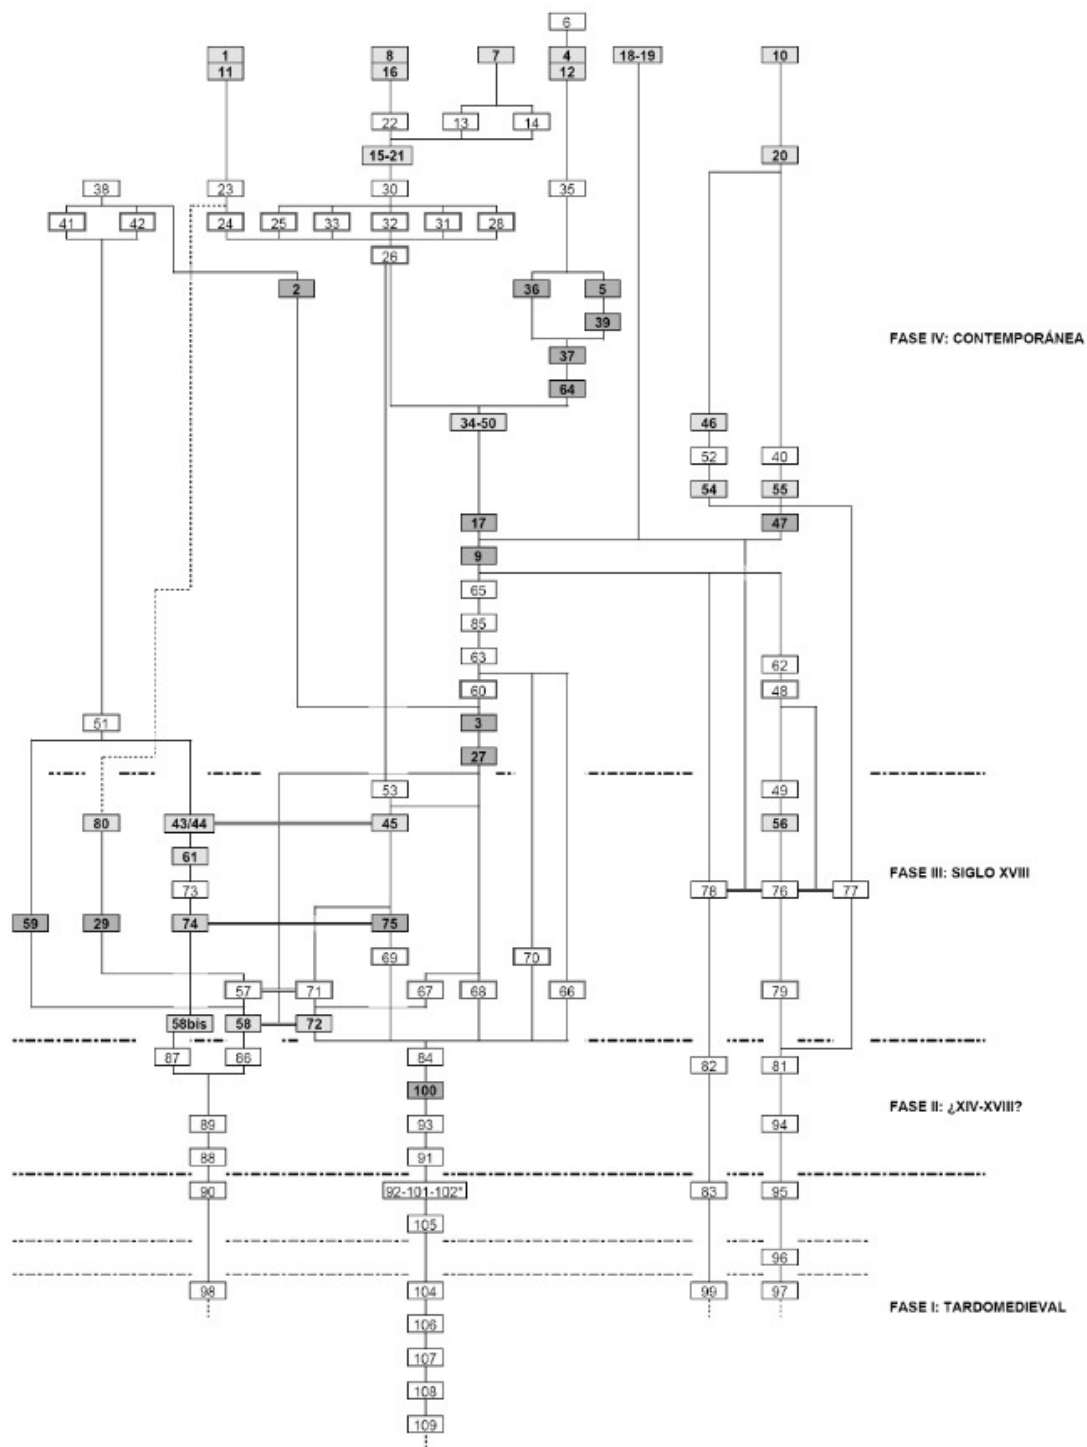 6
1 8 7 4 18-19 10
11 16 12
22 13 14
15-21 20
38 23 30 35
41 42 24 25 33 32 31 28
26
2 36 5
39
FASE IV: CONTEMPORÁNEA
37
64
34-50 46
52 40
54 55
17 47
9
65
85
63
62
60 48
51 3
27
53 49
80 43/44 45 56
61
FASE III: SIGLO XVIII
73 78 76 77
59 29 74 75
69 70
57 71 67 68 66 79
58bis 58 72
87 86 84 82 81
100
FASE II: ¿XIV-XVIII?
89 93 94
88 91
90 92-101-102* 83 95
105
96
98 104 99 97
FASE I: TARDOMEDIEVAL
106
107
108
109